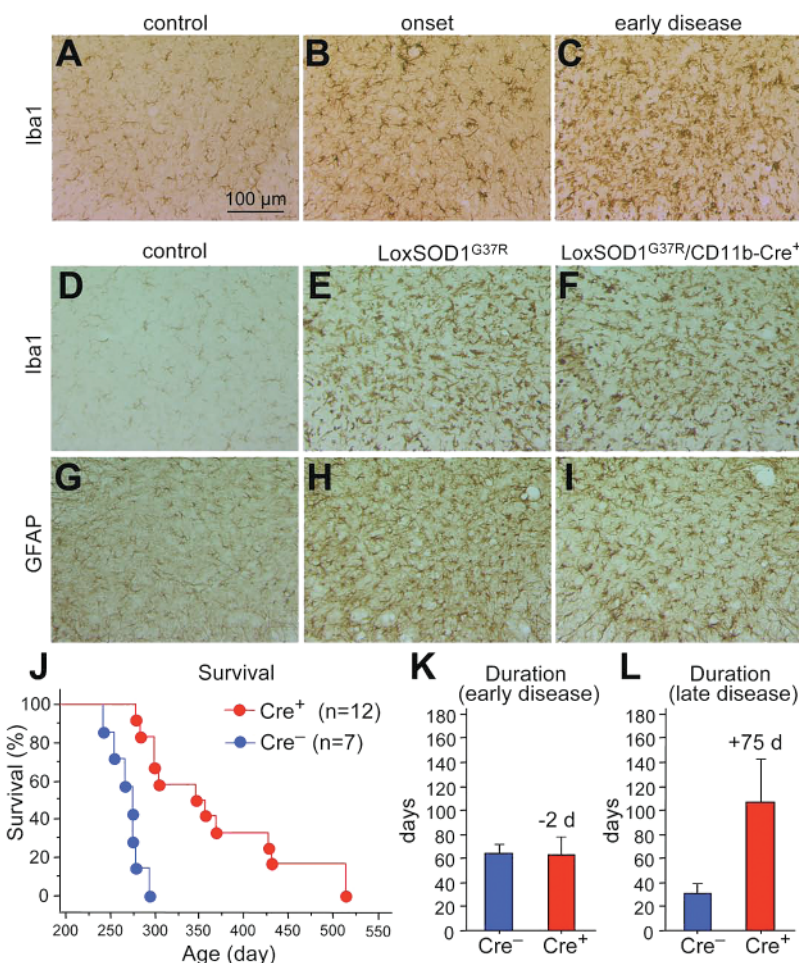 control onset early disease
A B C
Iba1
100 µm
control LoxSOD1G37R LoxSOD1G37R/CD11b-Cre+
D E F
Iba1
G H I
GFAP
J Survival
Survival (%)
100
80
60
40
20
0
Cre+ (n=12)
Cre– (n=7)
200 250 300 350 400 450 500 550
Age (day)
K Duration
(early disease)
days
180
160
140
120
100
80
60
40
20
0
-2 d
Cre– Cre+
L Duration
(late disease)
days
180
160
140
120
100
80
60
40
20
0
+75 d
Cre– Cre+